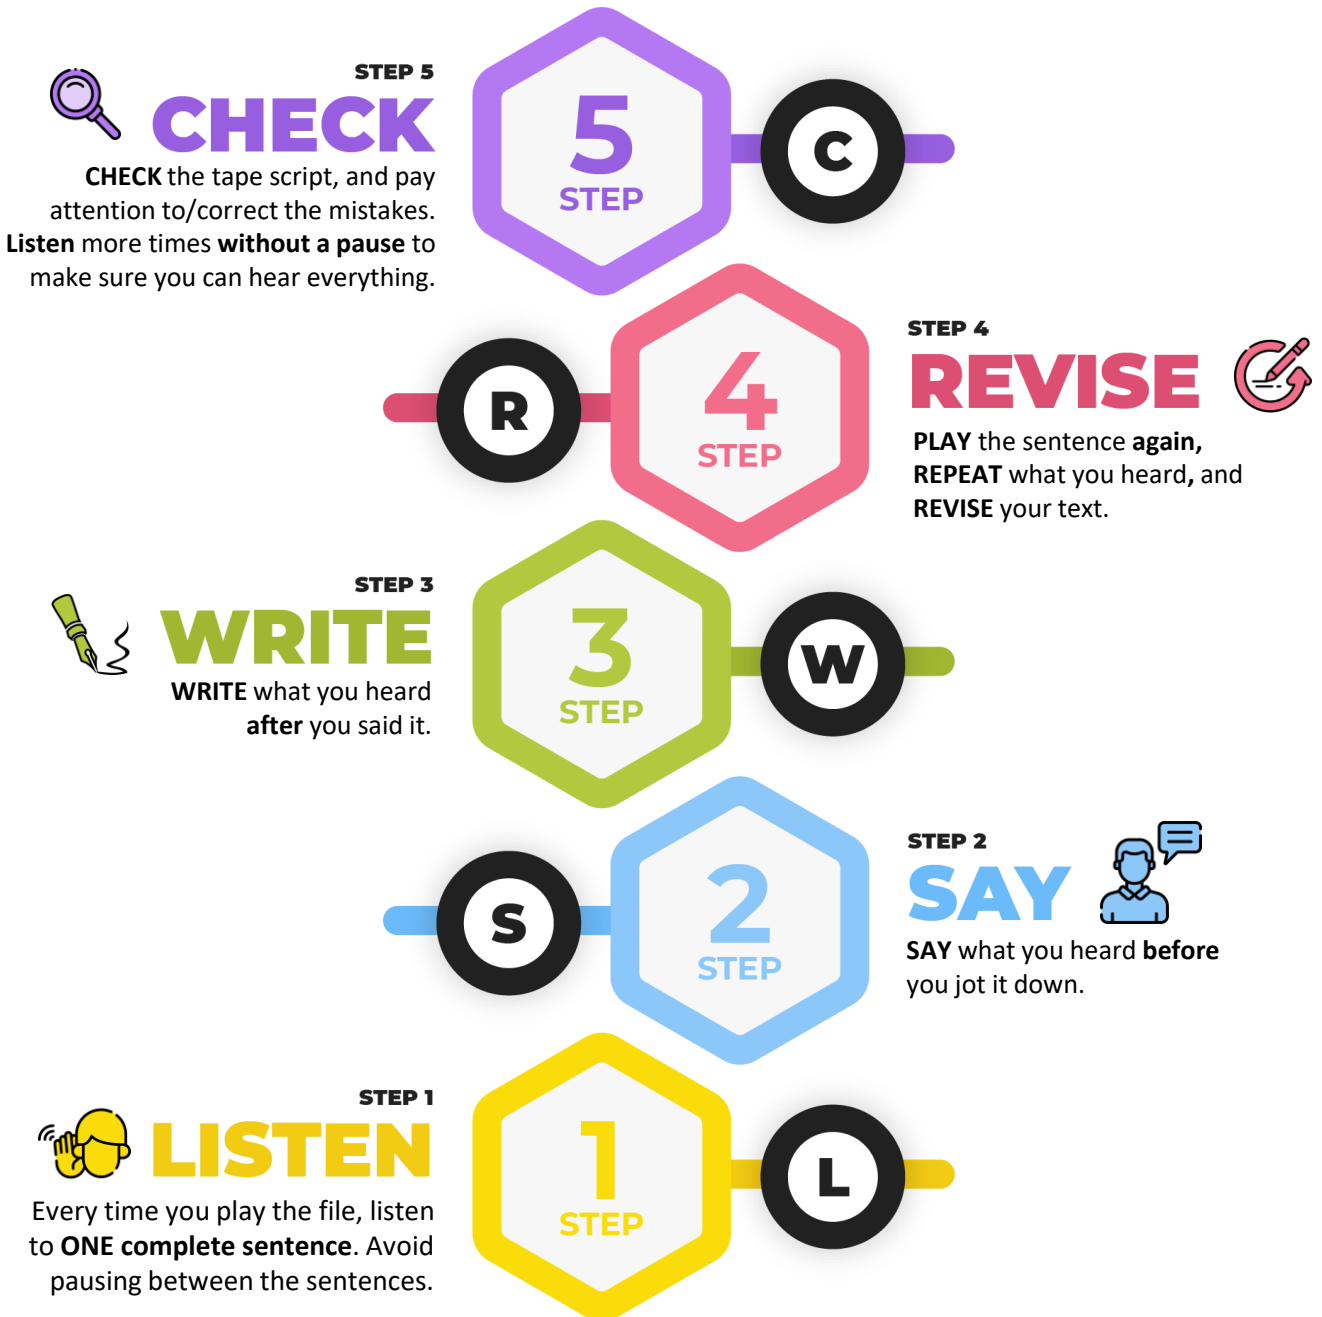 STEP 5
CHECK
CHECK the tape script, and pay
attention to/correct the mistakes.
Listen more times without a pause to
make sure you can hear everything.
5
STEP
C
STEP 4
REVISE
PLAY the sentence again,
REPEAT what you heard, and
REVISE your text.
4
STEP
R
STEP 3
WRITE
WRITE what you heard
after you said it.
3
STEP
W
STEP 2
SAY
SAY what you heard before
you jot it down.
2
STEP
S
STEP 1
LISTEN
Every time you play the file, listen
to ONE complete sentence. Avoid
pausing between the sentences.
1
STEP
L